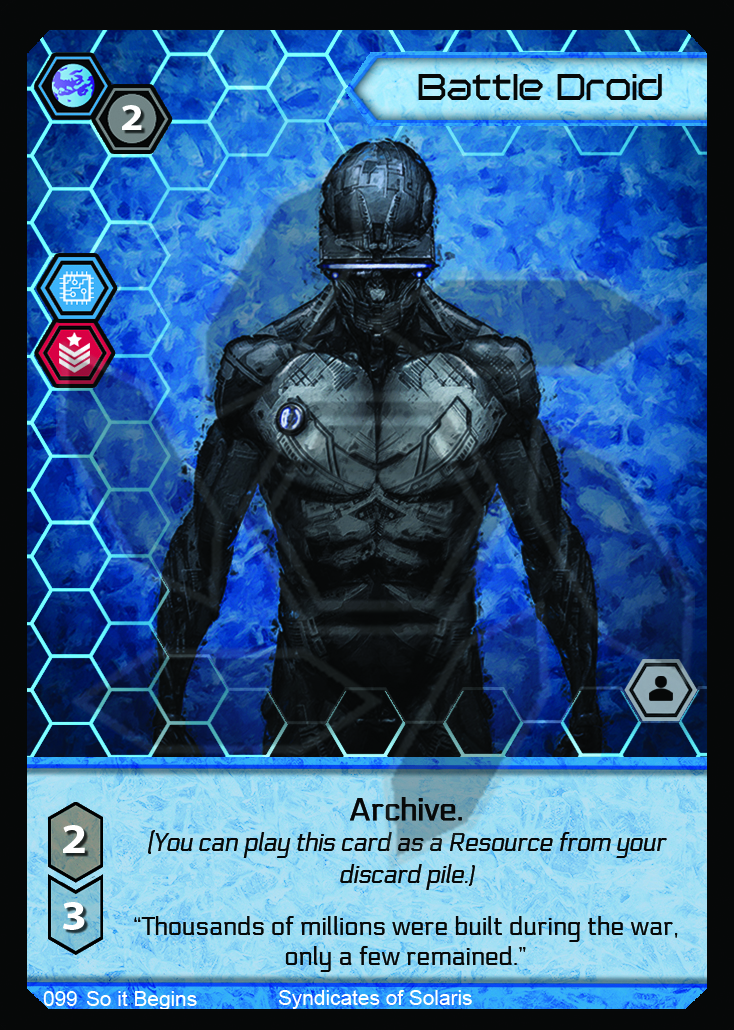 Battle Droid
2
Archive.
(You can play this card as a Resource from your
discard pile.)
2
3
“Thousands of millions were built during the war,
only a few remained.”
099 So it Begins
Syndicates of Solaris